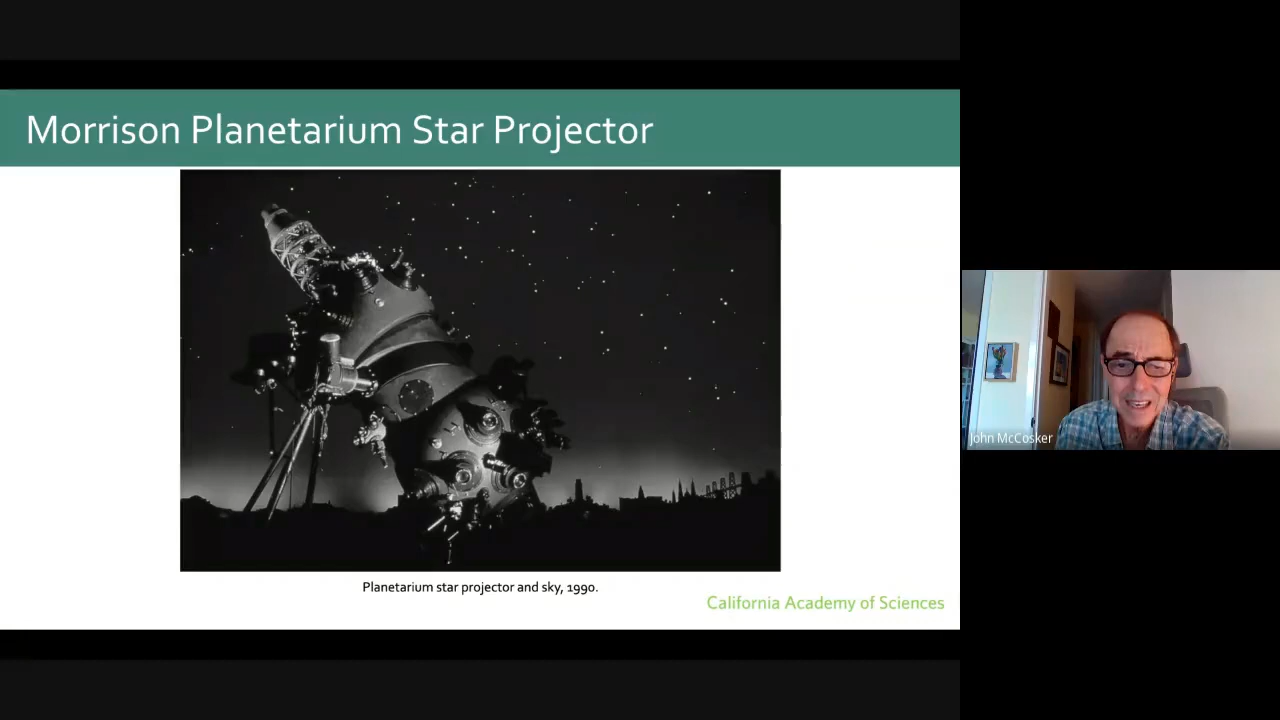 Morrison Planetarium Star Projector
Planetarium star projector and sky, 1990.
California Academy of Sciences
John McCosker